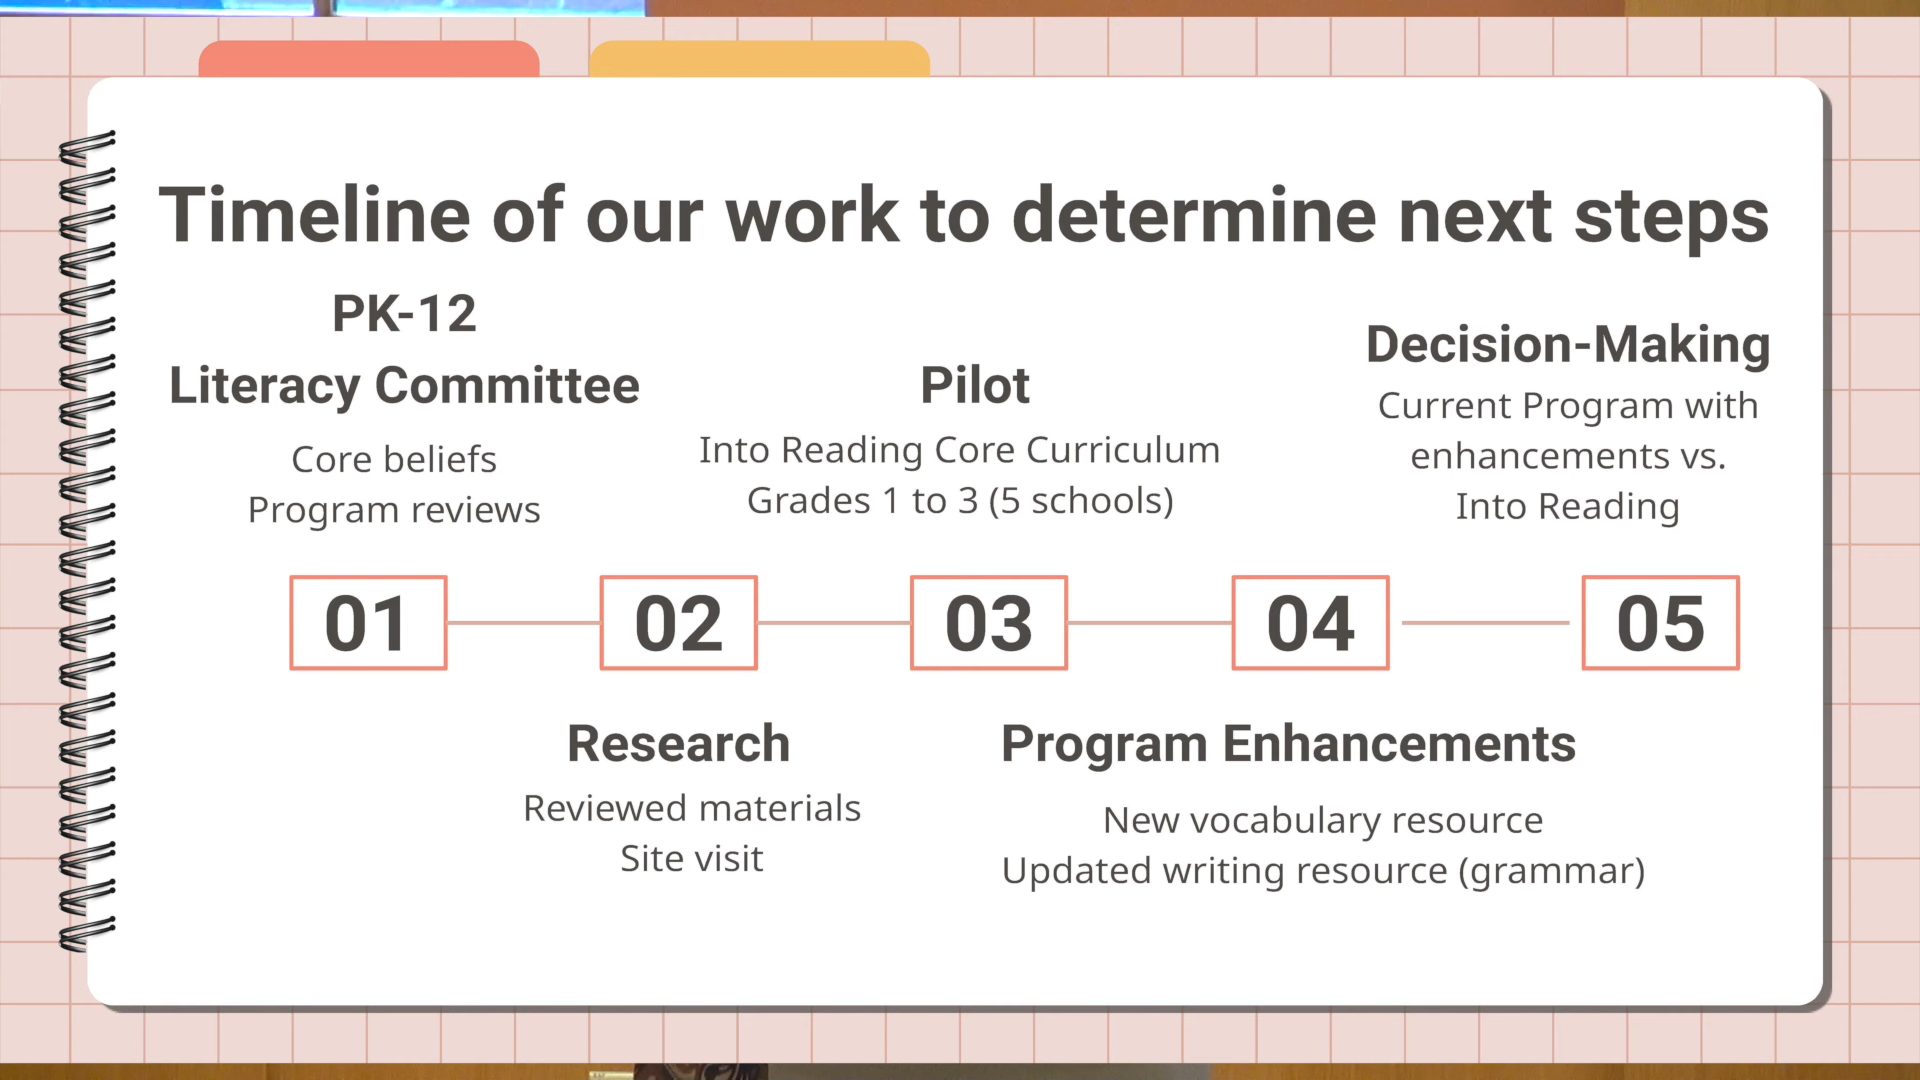 Timeline of our work to determine next steps
PK-12
Literacy Committee
Core beliefs
Program reviews
Pilot
Into Reading Core Curriculum
Grades 1 to 3 (5 schools)
Decision-Making
Current Program with
enhancements vs.
Into Reading
01
02
03
04
05
Research
Reviewed materials
Site visit
Program Enhancements
New vocabulary resource
Updated writing resource (grammar)